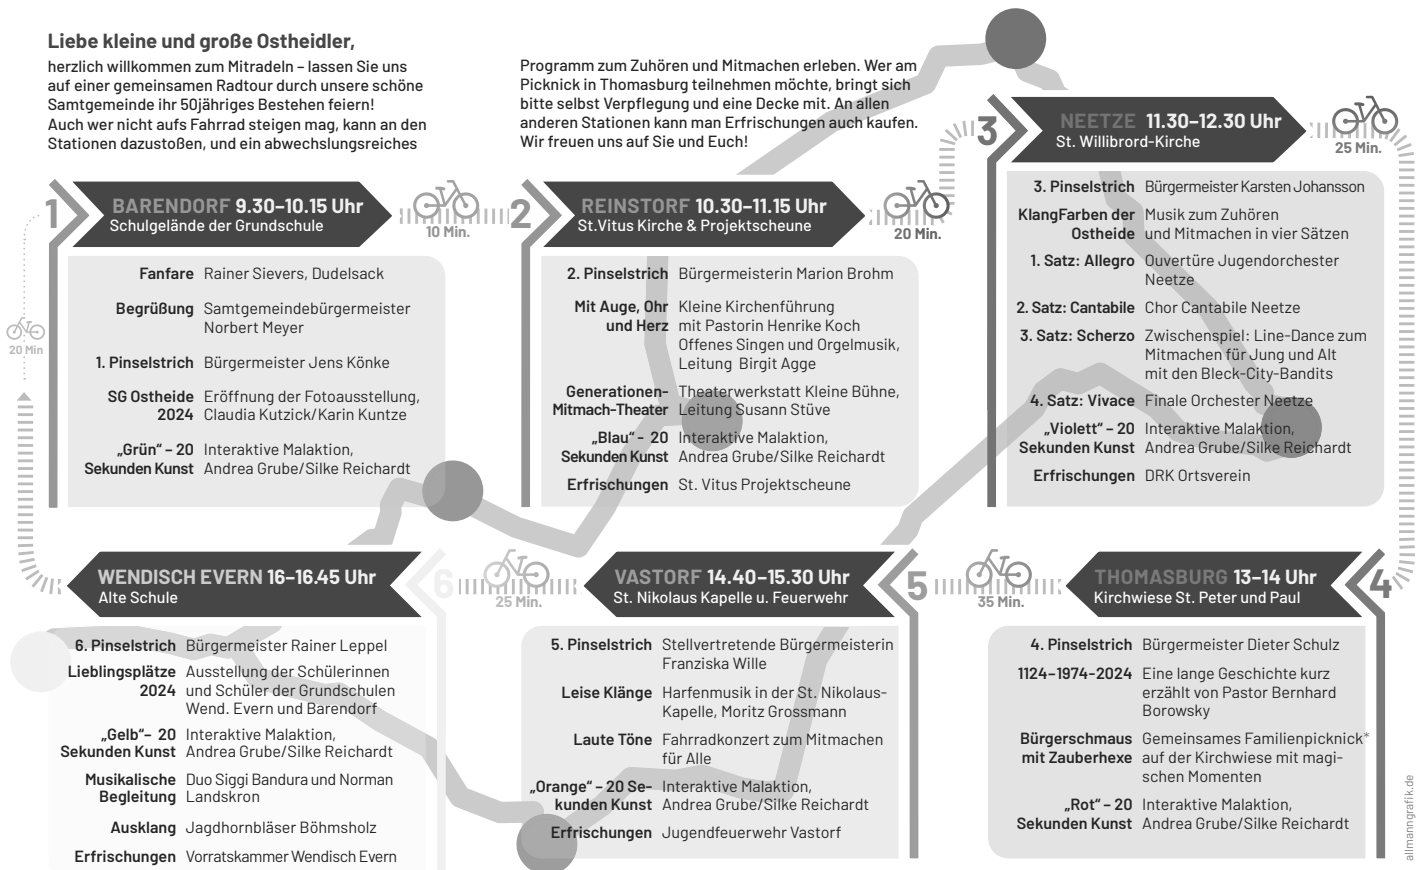 Liebe kleine und große Ostheidler,
herzlich willkommen zum Mitradeln – lassen Sie uns
auf einer gemeinsamen Radtour durch unsere schöne
Samtgemeinde ihr 50jähriges Bestehen feiern!
Auch wer nicht aufs Fahrrad steigen mag, kann an den
Stationen dazustoßen, und ein abwechslungsreiches
Programm zum Zuhören und Mitmachen erleben. Wer am
Picknick in Thomasburg teilnehmen möchte, bringt sich
bitte selbst Verpflegung und eine Decke mit. An allen
anderen Stationen kann man Erfrischungen auch kaufen.
Wir freuen uns auf Sie und Euch!
1
BARENDORF 9.30–10.15 Uhr
Schulgelände der Grundschule
Fanfare Rainer Sievers, Dudelsack
Begrüßung Samtgemeindebürgermeister
Norbert Meyer
1. Pinselstrich Bürgermeister Jens Könke
SG Ostheide Eröffnung der Fotoausstellung,
2024 Claudia Kutzick/Karin Kuntze
„Grün“ – 20 Interaktive Malaktion,
Sekunden Kunst Andrea Grube/Silke Reichardt
10 Min.
2
REINSTORF 10.30–11.15 Uhr
St.Vitus Kirche & Projektscheune
2. Pinselstrich Bürgermeisterin Marion Brohm
Mit Auge, Ohr Kleine Kirchenführung
und Herz mit Pastorin Henrike Koch
Offenes Singen und Orgelmusik,
Leitung Birgit Agge
Generationen- Theaterwerkstatt Kleine Bühne,
Mitmach-Theater Leitung Susann Stüve
„Blau“ - 20 Interaktive Malaktion,
Sekunden Kunst Andrea Grube/Silke Reichardt
Erfrischungen St. Vitus Projektscheune
20 Min.
3
NEETZE 11.30–12.30 Uhr
St. Willibrord-Kirche
3. Pinselstrich Bürgermeister Karsten Johansson
KlangFarben der Musik zum Zuhören
Ostheide und Mitmachen in vier Sätzen
1. Satz: Allegro Ouvertüre Jugendorchester
Neetze
2. Satz: Cantabile Chor Cantabile Neetze
3. Satz: Scherzo Zwischenspiel: Line-Dance zum
Mitmachen für Jung und Alt
mit den Bleck-City-Bandits
4. Satz: Vivace Finale Orchester Neetze
„Violett“ – 20 Interaktive Malaktion,
Sekunden Kunst Andrea Grube/Silke Reichardt
Erfrischungen DRK Ortsverein
25 Min.
4
THOMASBURG 13–14 Uhr
Kirchwiese St. Peter und Paul
4. Pinselstrich Bürgermeister Dieter Schulz
1124–1974-2024 Eine lange Geschichte kurz
erzählt von Pastor Bernhard
Borowsky
Bürgerschmaus Gemeinsames Familienpicknick*
mit Zauberhexe auf der Kirchwiese mit magi-
schen Momenten
„Rot“ – 20 Interaktive Malaktion,
Sekunden Kunst Andrea Grube/Silke Reichardt
35 Min.
5
VASTORF 14.40–15.30 Uhr
St. Nikolaus Kapelle u. Feuerwehr
5. Pinselstrich Stellvertretende Bürgermeisterin
Franziska Wille
Leise Klänge Harfenmusik in der St. Nikolaus-
Kapelle, Moritz Grossmann
Laute Töne Fahrradkonzert zum Mitmachen
für Alle
„Orange“ – 20 Se- Interaktive Malaktion,
kunden Kunst Andrea Grube/Silke Reichardt
Erfrischungen Jugendfeuerwehr Vastorf
25 Min.
6
WENDISCH EVERN 16–16.45 Uhr
Alte Schule
6. Pinselstrich Bürgermeister Rainer Leppel
Lieblingsplätze Ausstellung der Schülerinnen
2024 und Schüler der Grundschulen
Wend. Evern und Barendorf
„Gelb“– 20 Interaktive Malaktion,
Sekunden Kunst Andrea Grube/Silke Reichardt
Musikalische Duo Siggi Bandura und Norman
Begleitung Landskron
Ausklang Jagdhornbläser Böhmsholz
Erfrischungen Vorratskammer Wendisch Evern
20 Min
allmanngrafik.de